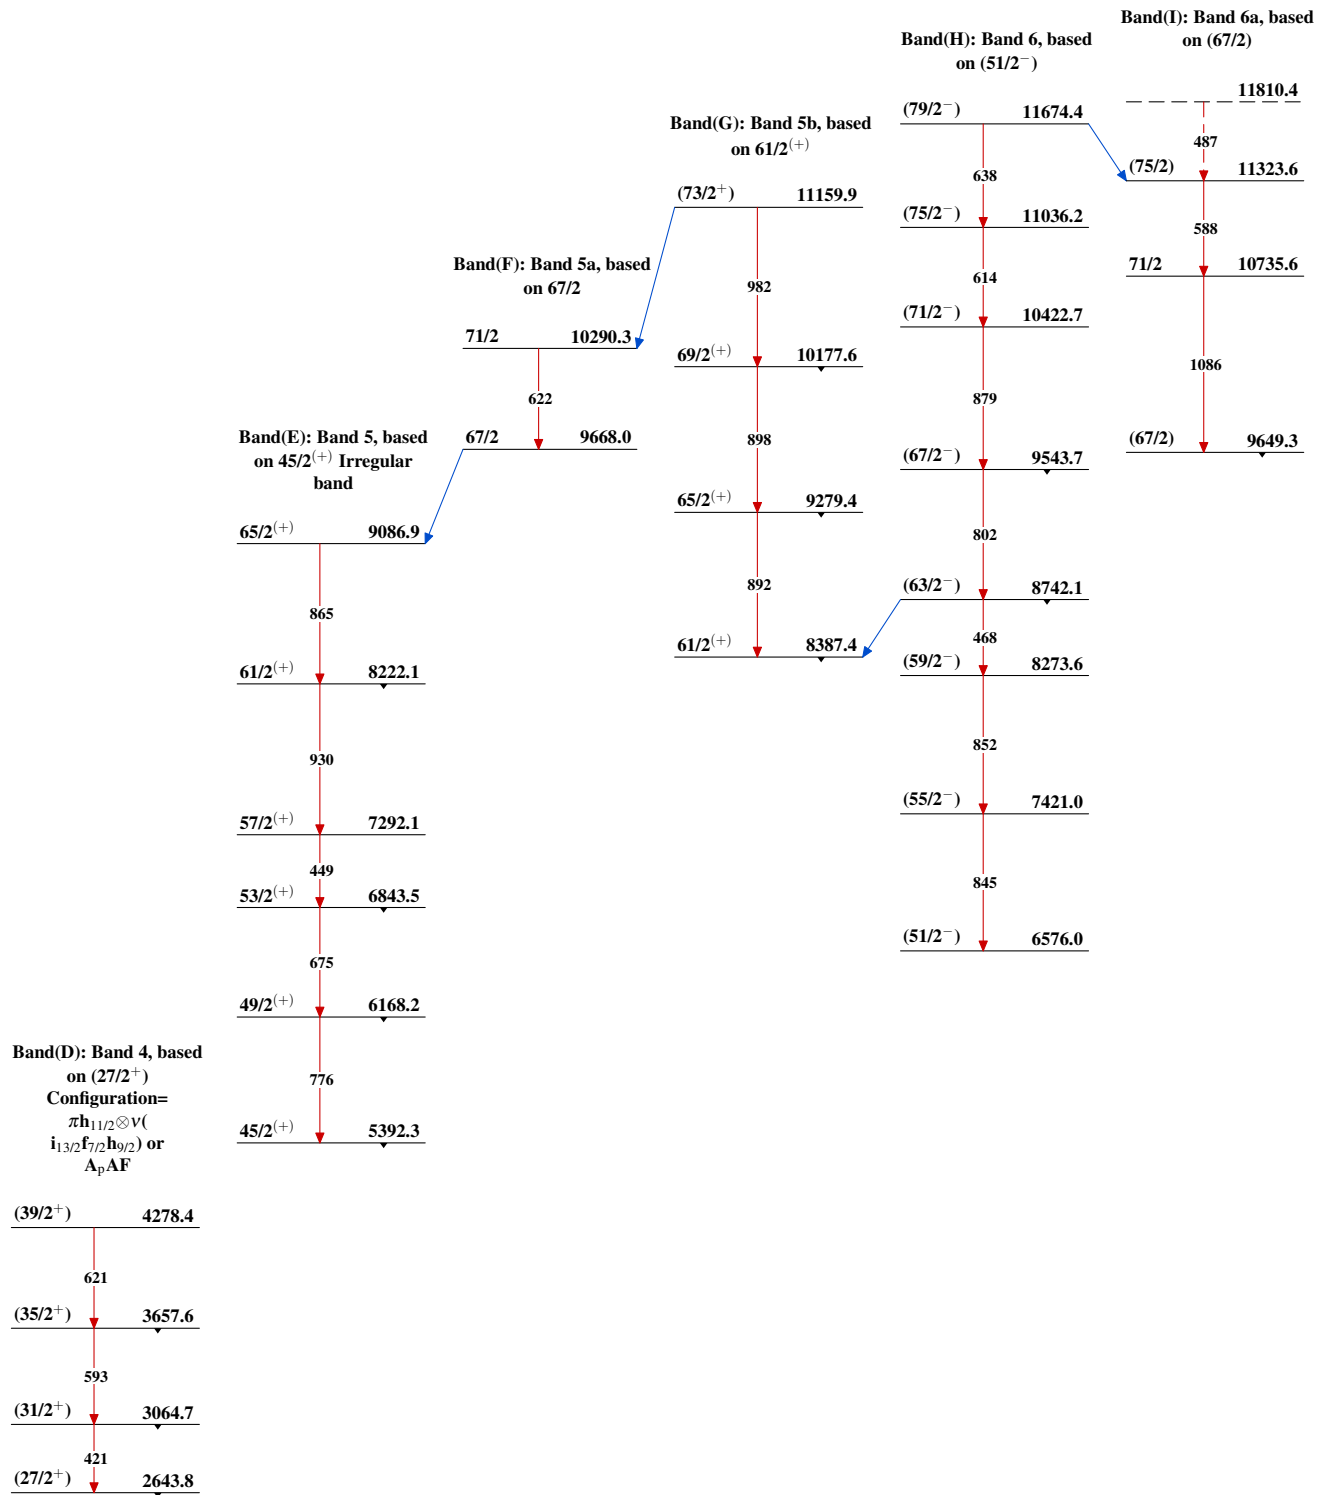 Band(D): Band 4, based
on (27/2⁺)
Configuration=
πh₁₁/₂⊗ν(
i₁₃/₂f₇/₂h₉/₂) or
AₚAF
(39/2⁺) 4278.4
621
(35/2⁺) 3657.6
593
(31/2⁺) 3064.7
421
(27/2⁺) 2643.8
Band(E): Band 5, based
on 45/2⁽⁺⁾ Irregular
band
65/2⁽⁺⁾ 9086.9
865
61/2⁽⁺⁾ 8222.1
930
57/2⁽⁺⁾ 7292.1
449
53/2⁽⁺⁾ 6843.5
675
49/2⁽⁺⁾ 6168.2
776
45/2⁽⁺⁾ 5392.3
Band(F): Band 5a, based
on 67/2
71/2 10290.3
622
67/2 9668.0
Band(G): Band 5b, based
on 61/2⁽⁺⁾
(73/2⁺) 11159.9
982
69/2⁽⁺⁾ 10177.6
898
65/2⁽⁺⁾ 9279.4
892
61/2⁽⁺⁾ 8387.4
Band(H): Band 6, based
on (51/2⁻)
(79/2⁻) 11674.4
638
(75/2⁻) 11036.2
614
(71/2⁻) 10422.7
879
(67/2⁻) 9543.7
802
(63/2⁻) 8742.1
468
(59/2⁻) 8273.6
852
(55/2⁻) 7421.0
845
(51/2⁻) 6576.0
Band(I): Band 6a, based
on (67/2)
11810.4
487
(75/2) 11323.6
588
71/2 10735.6
1086
(67/2) 9649.3